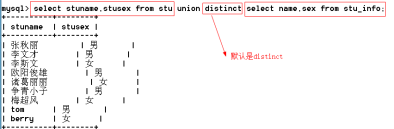 mysql> select stuname,stusex from stu union distinct select name,sex from stu_info;
+----------+--------+
| stuname | stusex |
+----------+--------+
| 张秋丽 | 男 |
| 李文才 | 男 |
| 李斯文 | 女 |
| 欧阳俊雄 | 男 |
| 诸葛丽丽 | 女 |
| 争青小子 | 男 |
| 梅超风 | 女 |
| tom | 男 |
| berry | 女 |
+----------+--------+
默认是distinct